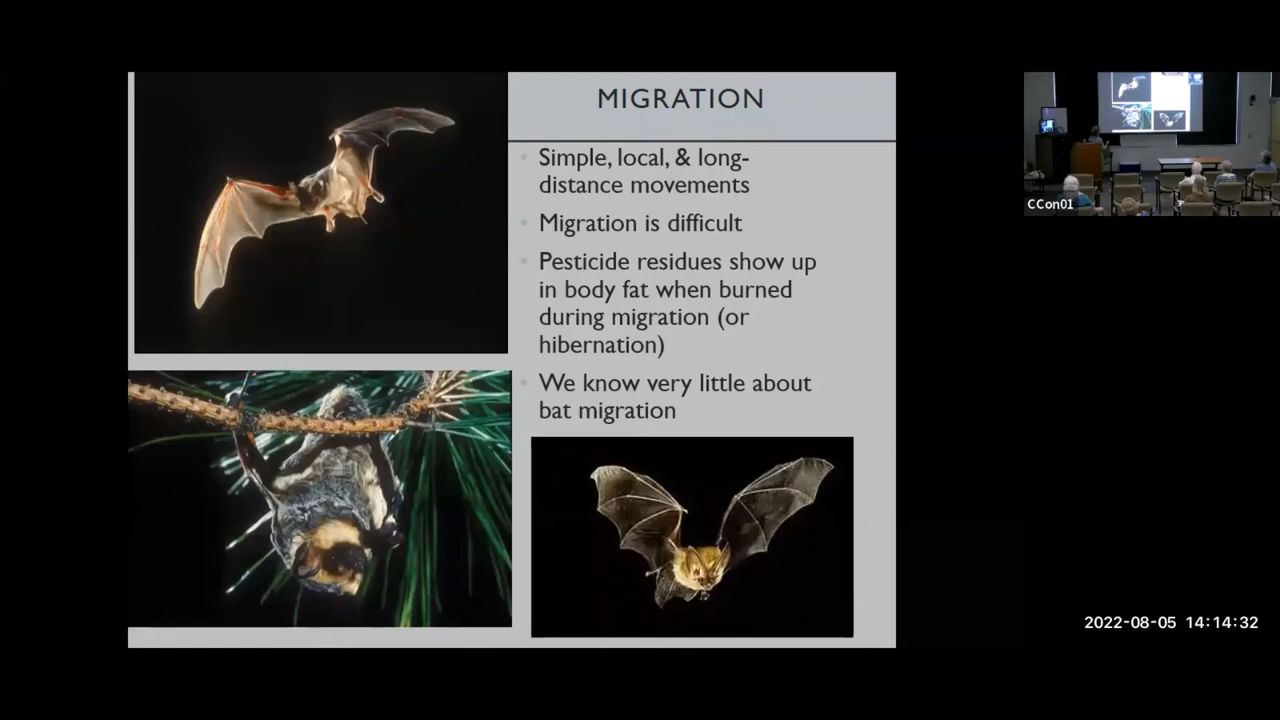 MIGRATION
Simple, local, & long-
distance movements
Migration is difficult
Pesticide residues show up
in body fat when burned
during migration (or
hibernation)
We know very little about
bat migration
CCon01
2022-08-05 14:14:32